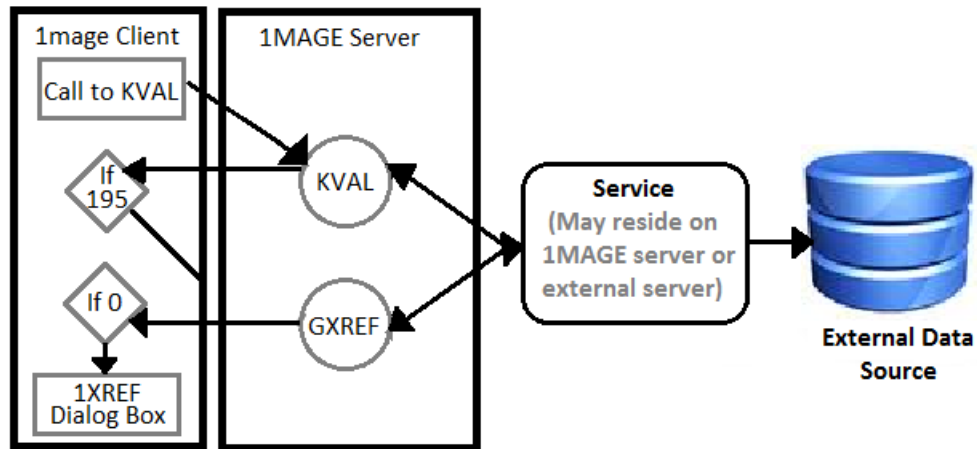 1mage Client
Call to KVAL
If
195
If 0
1XREF
Dialog Box
1MAGE Server
KVAL
GXREF
Service
(May reside on
1MAGE server or
external server)
External Data
Source